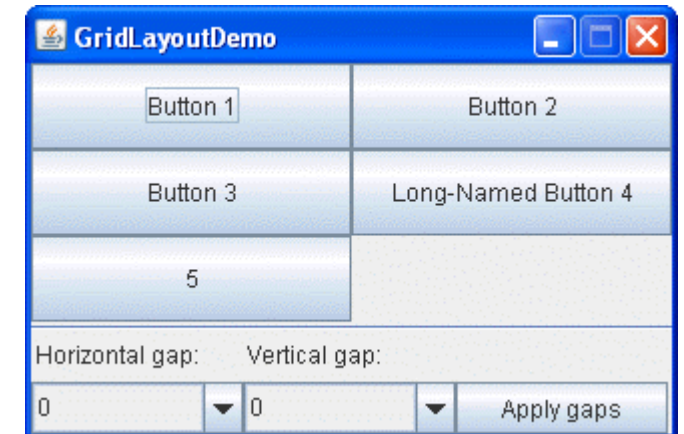 GridLayoutDemo
Button 1 Button 2
Button 3 Long-Named Button 4
5
Horizontal gap: Vertical gap:
0 0 Apply gaps